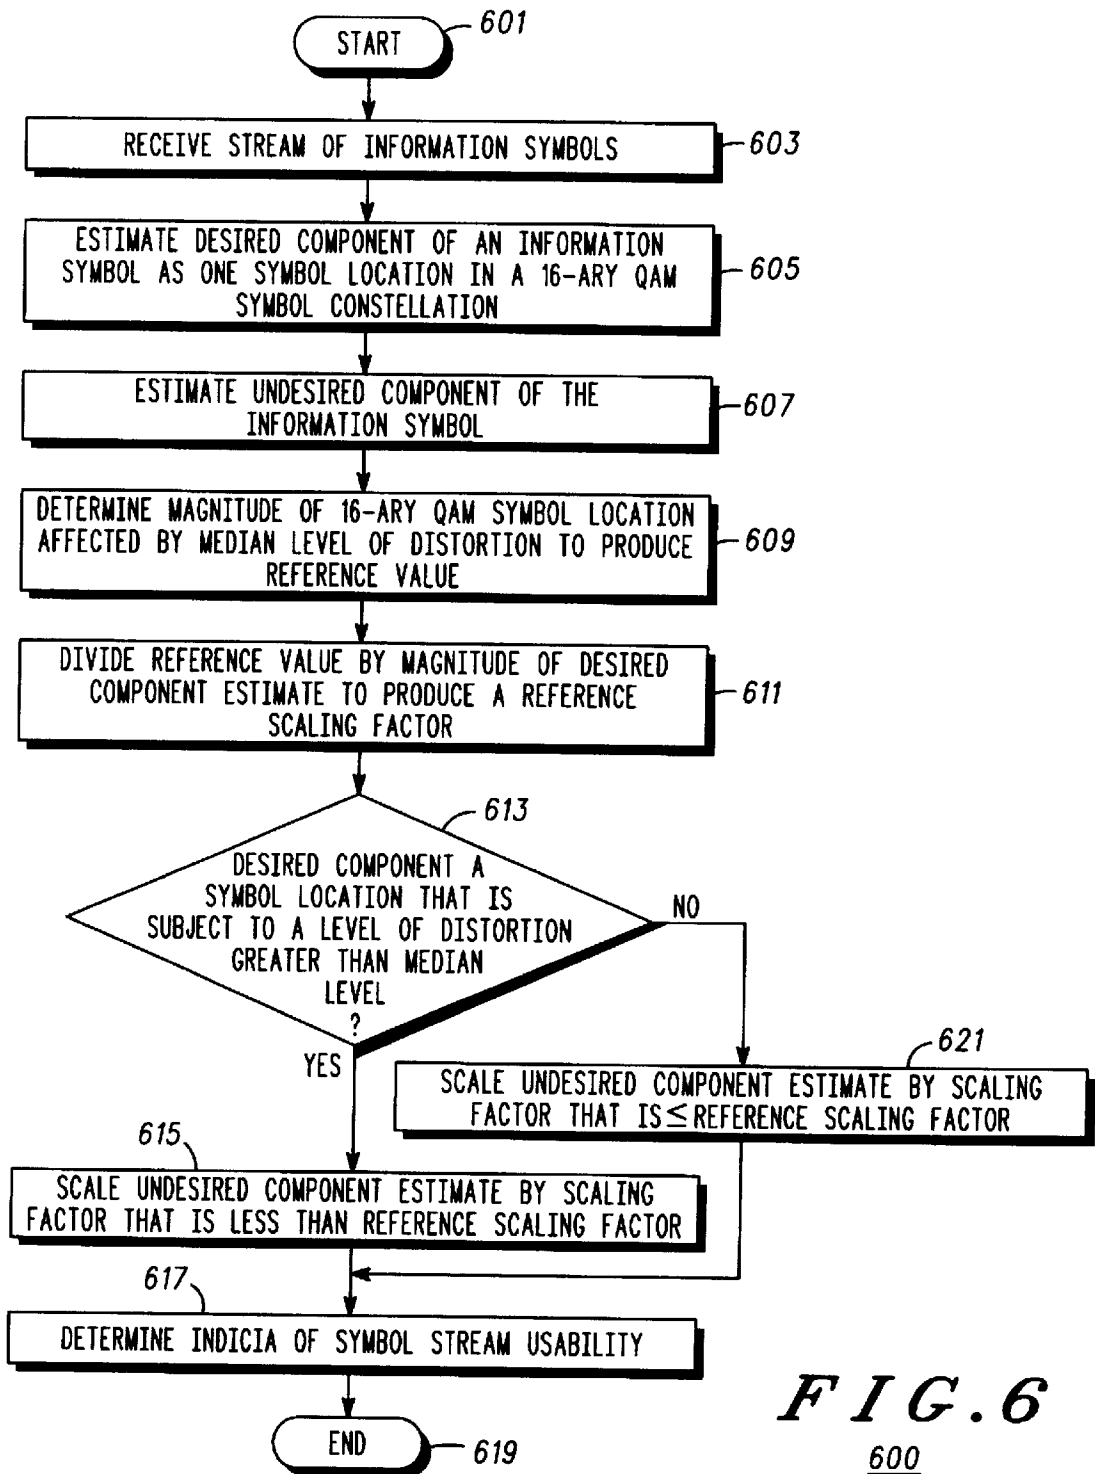 START
601
RECEIVE STREAM OF INFORMATION SYMBOLS
603
ESTIMATE DESIRED COMPONENT OF AN INFORMATION
SYMBOL AS ONE SYMBOL LOCATION IN A 16-ARY QAM
SYMBOL CONSTELLATION
605
ESTIMATE UNDESIRED COMPONENT OF THE
INFORMATION SYMBOL
607
DETERMINE MAGNITUDE OF 16-ARY QAM SYMBOL LOCATION
AFFECTED BY MEDIAN LEVEL OF DISTORTION TO PRODUCE
REFERENCE VALUE
609
DIVIDE REFERENCE VALUE BY MAGNITUDE OF DESIRED
COMPONENT ESTIMATE TO PRODUCE A REFERENCE
SCALING FACTOR
611
613
DESIRED COMPONENT A
SYMBOL LOCATION THAT IS
SUBJECT TO A LEVEL OF DISTORTION
GREATER THAN MEDIAN
LEVEL
?
NO
YES
621
SCALE UNDESIRED COMPONENT ESTIMATE BY SCALING
FACTOR THAT IS ≤ REFERENCE SCALING FACTOR
615
SCALE UNDESIRED COMPONENT ESTIMATE BY SCALING
FACTOR THAT IS LESS THAN REFERENCE SCALING FACTOR
617
DETERMINE INDICIA OF SYMBOL STREAM USABILITY
END
619
FIG.6
600